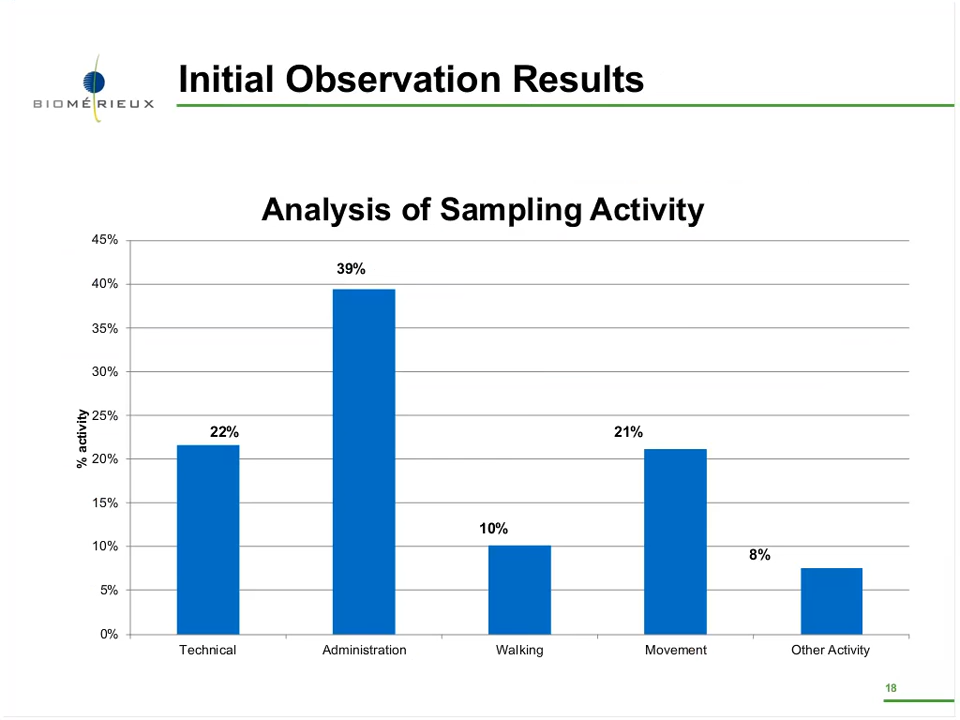 BIOMÉRIEUX
Initial Observation Results
Analysis of Sampling Activity
% activity
45%
40%
35%
30%
25%
20%
15%
10%
5%
0%
22%
39%
10%
21%
8%
Technical
Administration
Walking
Movement
Other Activity
18